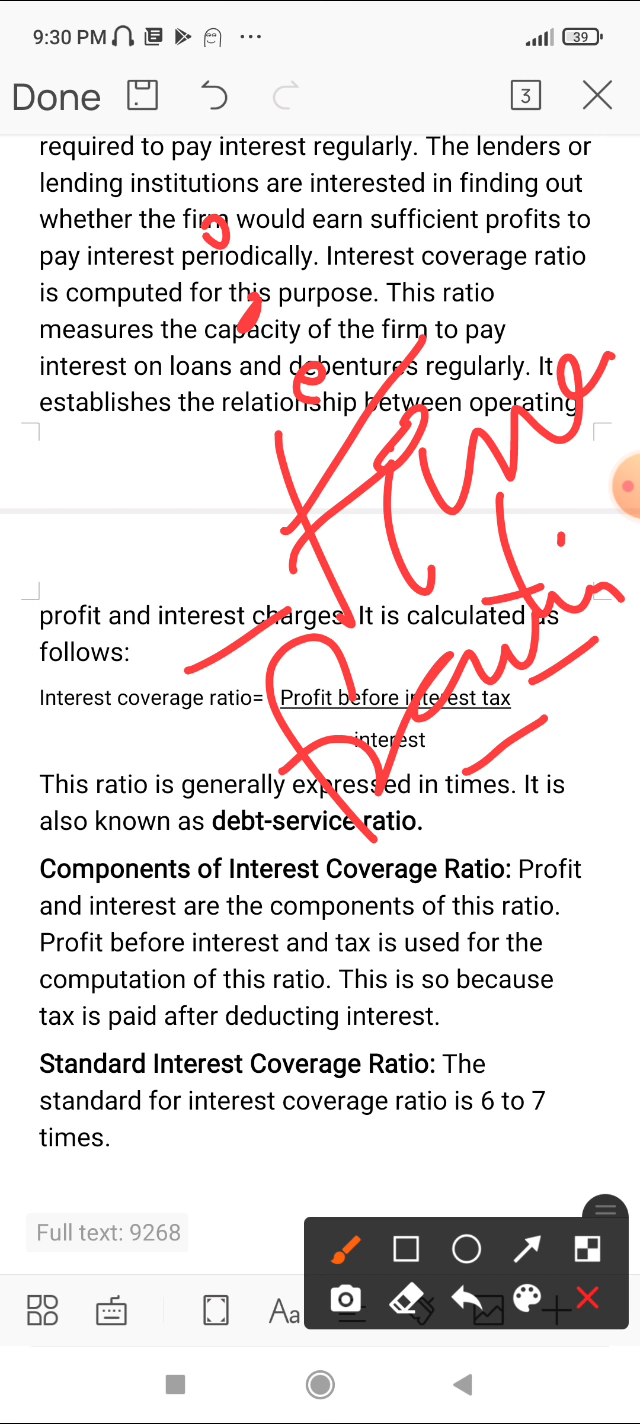 9:30 PM
39
Done
3
required to pay interest regularly. The lenders or
lending institutions are interested in finding out
whether the firm would earn sufficient profits to
pay interest periodically. Interest coverage ratio
is computed for this purpose. This ratio
measures the capacity of the firm to pay
interest on loans and debentures regularly. It
establishes the relationship between operating
profit and interest charges. It is calculated as
follows:
Interest coverage ratio= Profit before interest tax
interest
This ratio is generally expressed in times. It is
also known as debt-service ratio.
Components of Interest Coverage Ratio: Profit
and interest are the components of this ratio.
Profit before interest and tax is used for the
computation of this ratio. This is so because
tax is paid after deducting interest.
Standard Interest Coverage Ratio: The
standard for interest coverage ratio is 6 to 7
times.
Full text: 9268
Aa